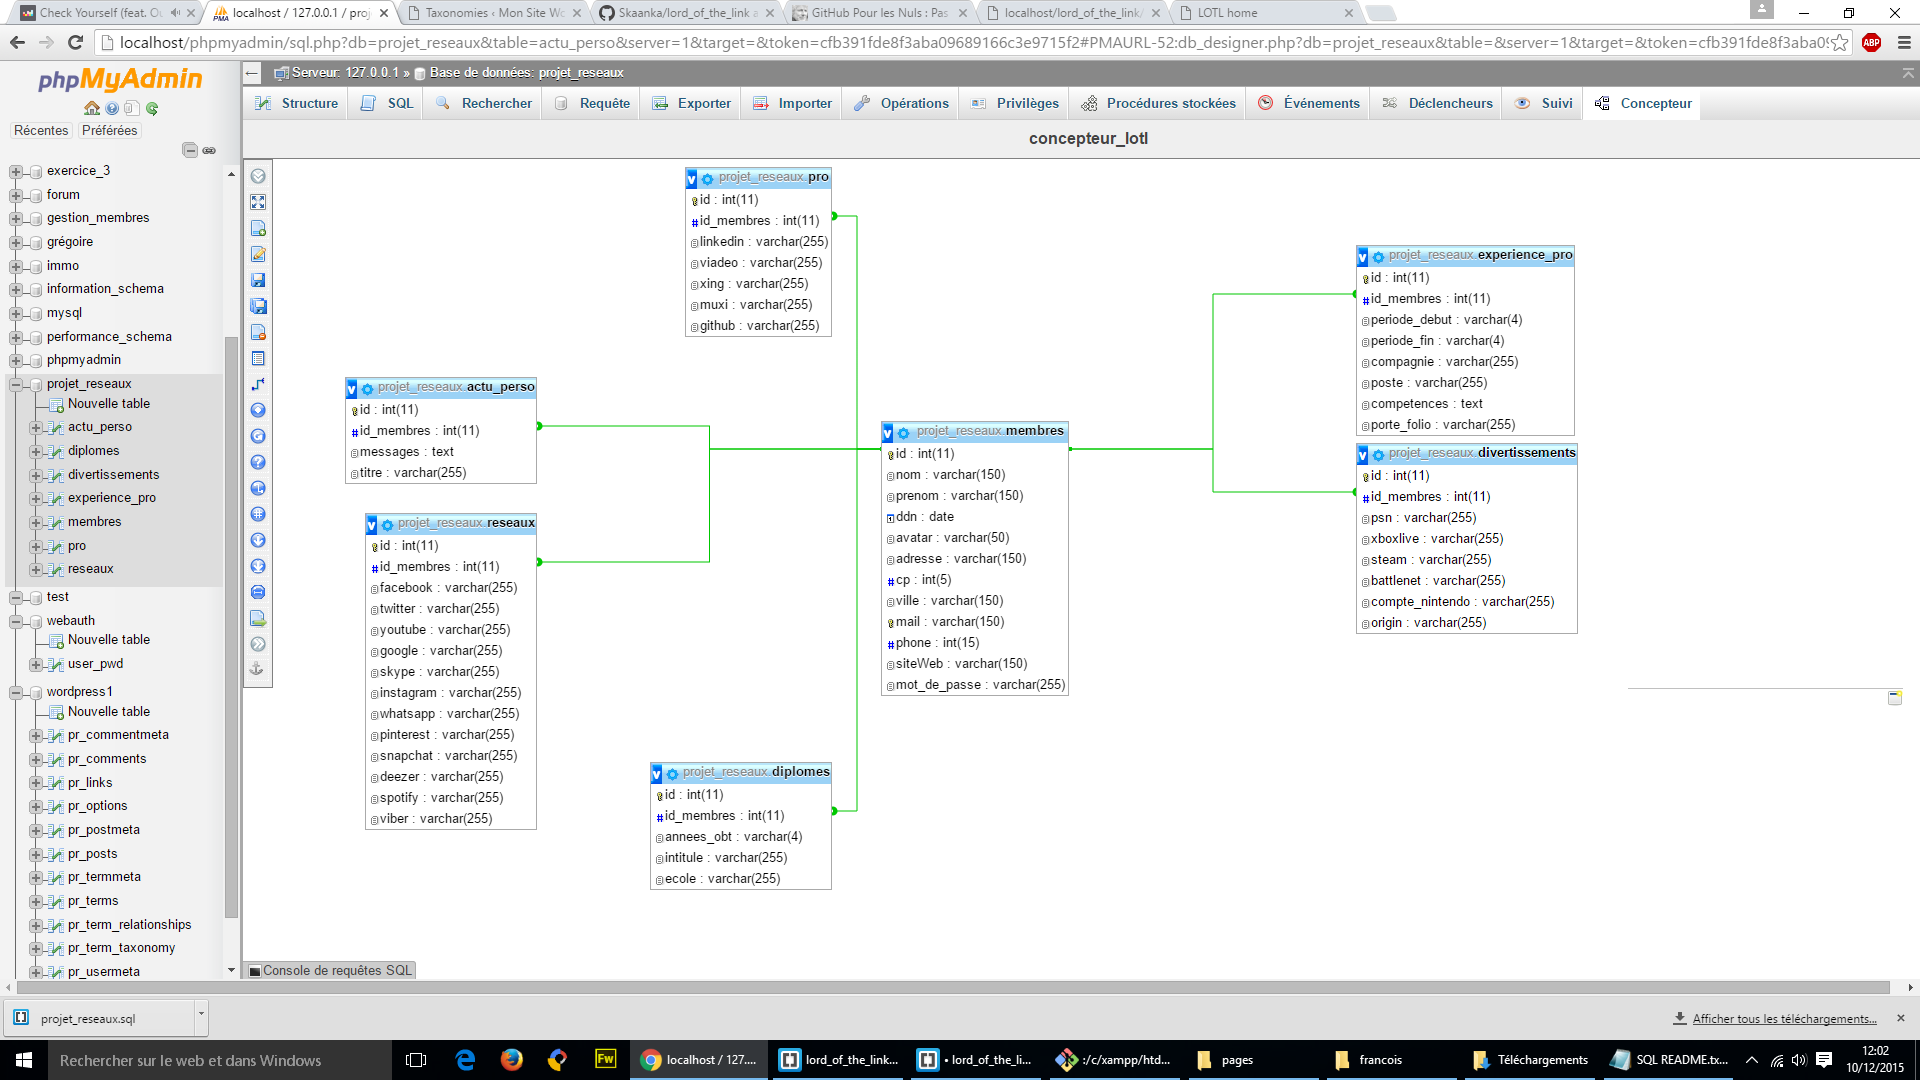 Check Yourself (feat. Ou
localhost / 127.0.0.1 / proj
Taxonomies ‹ Mon Site Wo
Skaanka/lord_of_the_link a
GitHub Pour les Nuls : Pas
localhost/lord_of_the_link/
LOTL home
localhost/phpmyadmin/sql.php?db=projet_reseaux&table=actu_perso&server=1&target=&token=cfb391fde8f3aba09689166c3e9715f2#PMAURL-52:db_designer.php?db=projet_reseaux&table=&server=1&target=&token=cfb391fde8f3aba09
ABP
phpMyAdmin
Récentes
Préférées
exercice_3
forum
gestion_membres
grégoire
immo
information_schema
mysql
performance_schema
phpmyadmin
projet_reseaux
Nouvelle table
actu_perso
diplomes
divertissements
experience_pro
membres
pro
reseaux
test
webauth
Nouvelle table
user_pwd
wordpress1
Nouvelle table
pr_commentmeta
pr_comments
pr_links
pr_options
pr_postmeta
pr_posts
pr_termmeta
pr_terms
pr_term_relationships
pr_term_taxonomy
pr_usermeta
Serveur: 127.0.0.1 » Base de données: projet_reseaux
Structure
SQL
Rechercher
Requête
Exporter
Importer
Opérations
Privilèges
Procédures stockées
Événements
Déclencheurs
Suivi
Concepteur
concepteur_lotl
projet_reseaux.pro
id : int(11)
id_membres : int(11)
linkedin : varchar(255)
viadeo : varchar(255)
xing : varchar(255)
muxi : varchar(255)
github : varchar(255)
projet_reseaux.actu_perso
id : int(11)
id_membres : int(11)
messages : text
titre : varchar(255)
projet_reseaux.reseaux
id : int(11)
id_membres : int(11)
facebook : varchar(255)
twitter : varchar(255)
youtube : varchar(255)
google : varchar(255)
skype : varchar(255)
instagram : varchar(255)
whatsapp : varchar(255)
pinterest : varchar(255)
snapchat : varchar(255)
deezer : varchar(255)
spotify : varchar(255)
viber : varchar(255)
projet_reseaux.diplomes
id : int(11)
id_membres : int(11)
annees_obt : varchar(4)
intitule : varchar(255)
ecole : varchar(255)
projet_reseaux.membres
id : int(11)
nom : varchar(150)
prenom : varchar(150)
ddn : date
avatar : varchar(50)
adresse : varchar(150)
cp : int(5)
ville : varchar(150)
mail : varchar(150)
phone : int(15)
siteWeb : varchar(150)
mot_de_passe : varchar(255)
projet_reseaux.experience_pro
id : int(11)
id_membres : int(11)
periode_debut : varchar(4)
periode_fin : varchar(4)
compagnie : varchar(255)
poste : varchar(255)
competences : text
porte_folio : varchar(255)
projet_reseaux.divertissements
id : int(11)
id_membres : int(11)
psn : varchar(255)
xboxlive : varchar(255)
steam : varchar(255)
battlenet : varchar(255)
compte_nintendo : varchar(255)
origin : varchar(255)
Console de requêtes SQL
projet_reseaux.sql
Afficher tous les téléchargements...
Rechercher sur le web et dans Windows
Fw
localhost / 127....
lord_of_the_link...
• lord_of_the_li...
:/c/xampp/htd...
pages
francois
Téléchargements
SQL README.tx...
12:02
10/12/2015